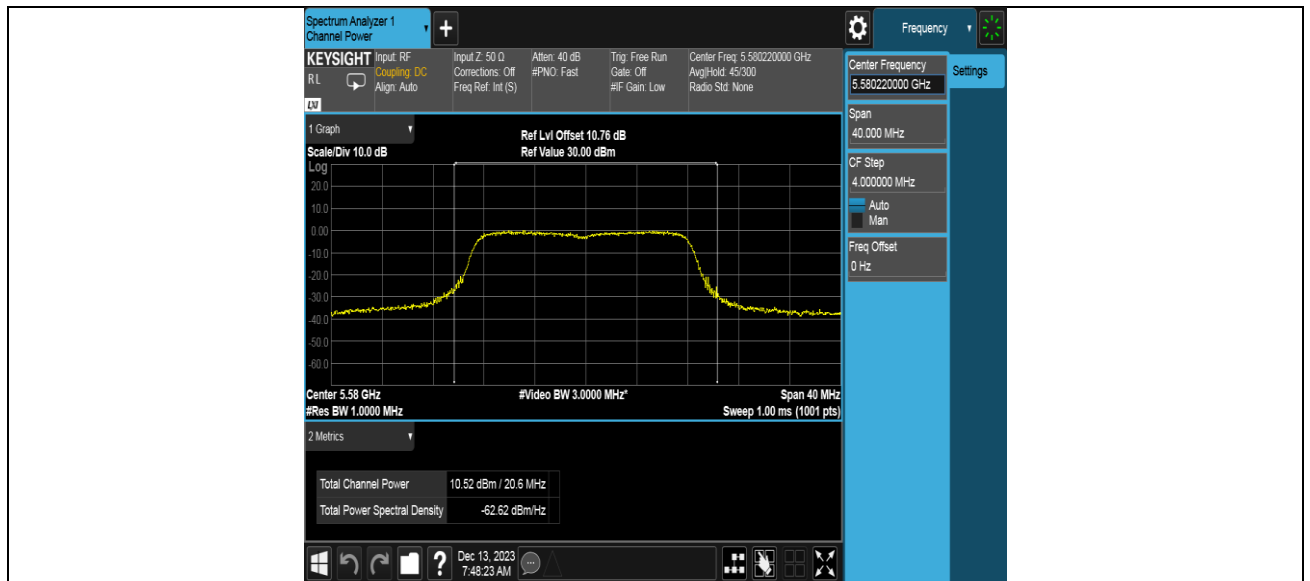 Spectrum Analyzer 1
Channel Power
+
Frequency
KEYSIGHT
RL
LXI
Input: RF
Coupling: DC
Align: Auto
Input Z: 50 Ω
Corrections: Off
Freq Ref: Int (S)
Atten: 40 dB
#PNO: Fast
Trig: Free Run
Gate: Off
#IF Gain: Low
Center Freq: 5.580220000 GHz
Avg|Hold: 45/300
Radio Std: None
Center Frequency
5.580220000 GHz
Settings
Span
40.000 MHz
CF Step
4.000000 MHz
Auto
Man
Freq Offset
0 Hz
1 Graph
Scale/Div 10.0 dB
Ref Lvl Offset 10.76 dB
Ref Value 30.00 dBm
Log
20.0
10.0
0.00
-10.0
-20.0
-30.0
-40.0
-50.0
-60.0
Center 5.58 GHz
#Video BW 3.0000 MHz*
Span 40 MHz
#Res BW 1.0000 MHz
Sweep 1.00 ms (1001 pts)
2 Metrics
Total Channel Power 10.52 dBm / 20.6 MHz
Total Power Spectral Density -62.62 dBm/Hz
?
Dec 13, 2023
7:48:23 AM